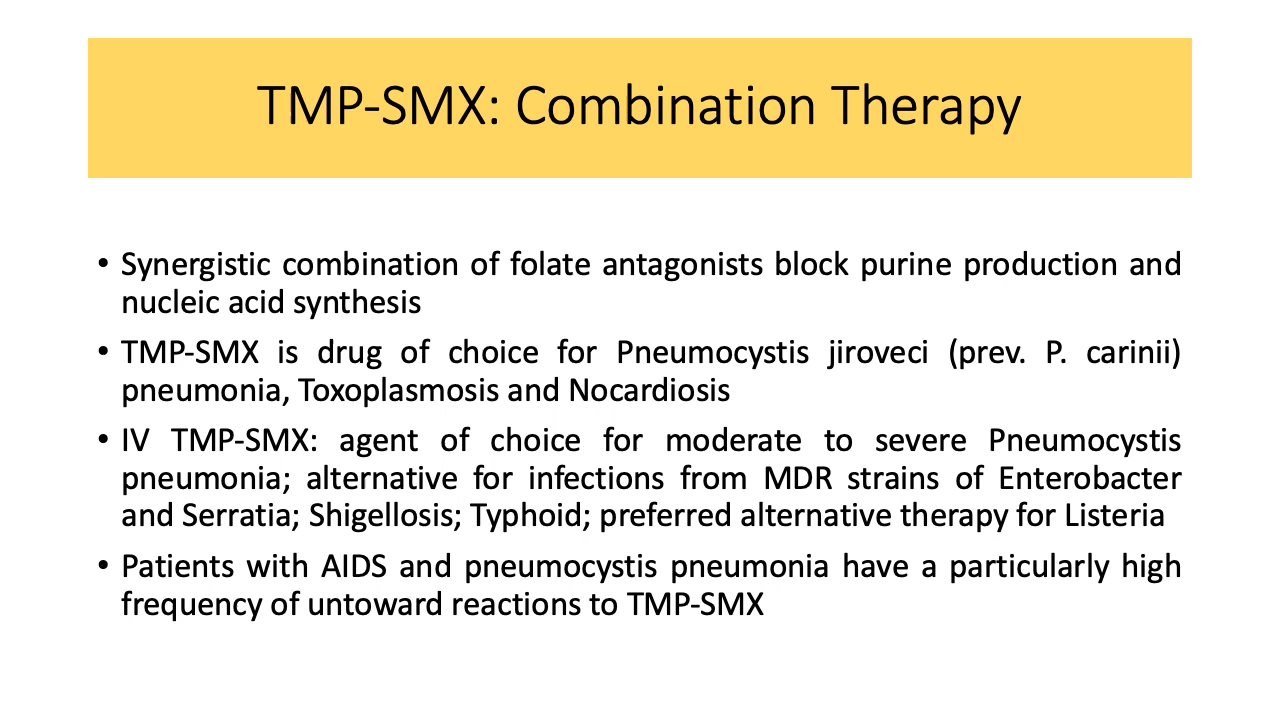 TMP-SMX: Combination Therapy
• Synergistic combination of folate antagonists block purine production and
nucleic acid synthesis
• TMP-SMX is drug of choice for Pneumocystis jiroveci (prev. P. carinii)
pneumonia, Toxoplasmosis and Nocardiosis
• IV TMP-SMX: agent of choice for moderate to severe Pneumocystis
pneumonia; alternative for infections from MDR strains of Enterobacter
and Serratia; Shigellosis; Typhoid; preferred alternative therapy for Listeria
• Patients with AIDS and pneumocystis pneumonia have a particularly high
frequency of untoward reactions to TMP-SMX